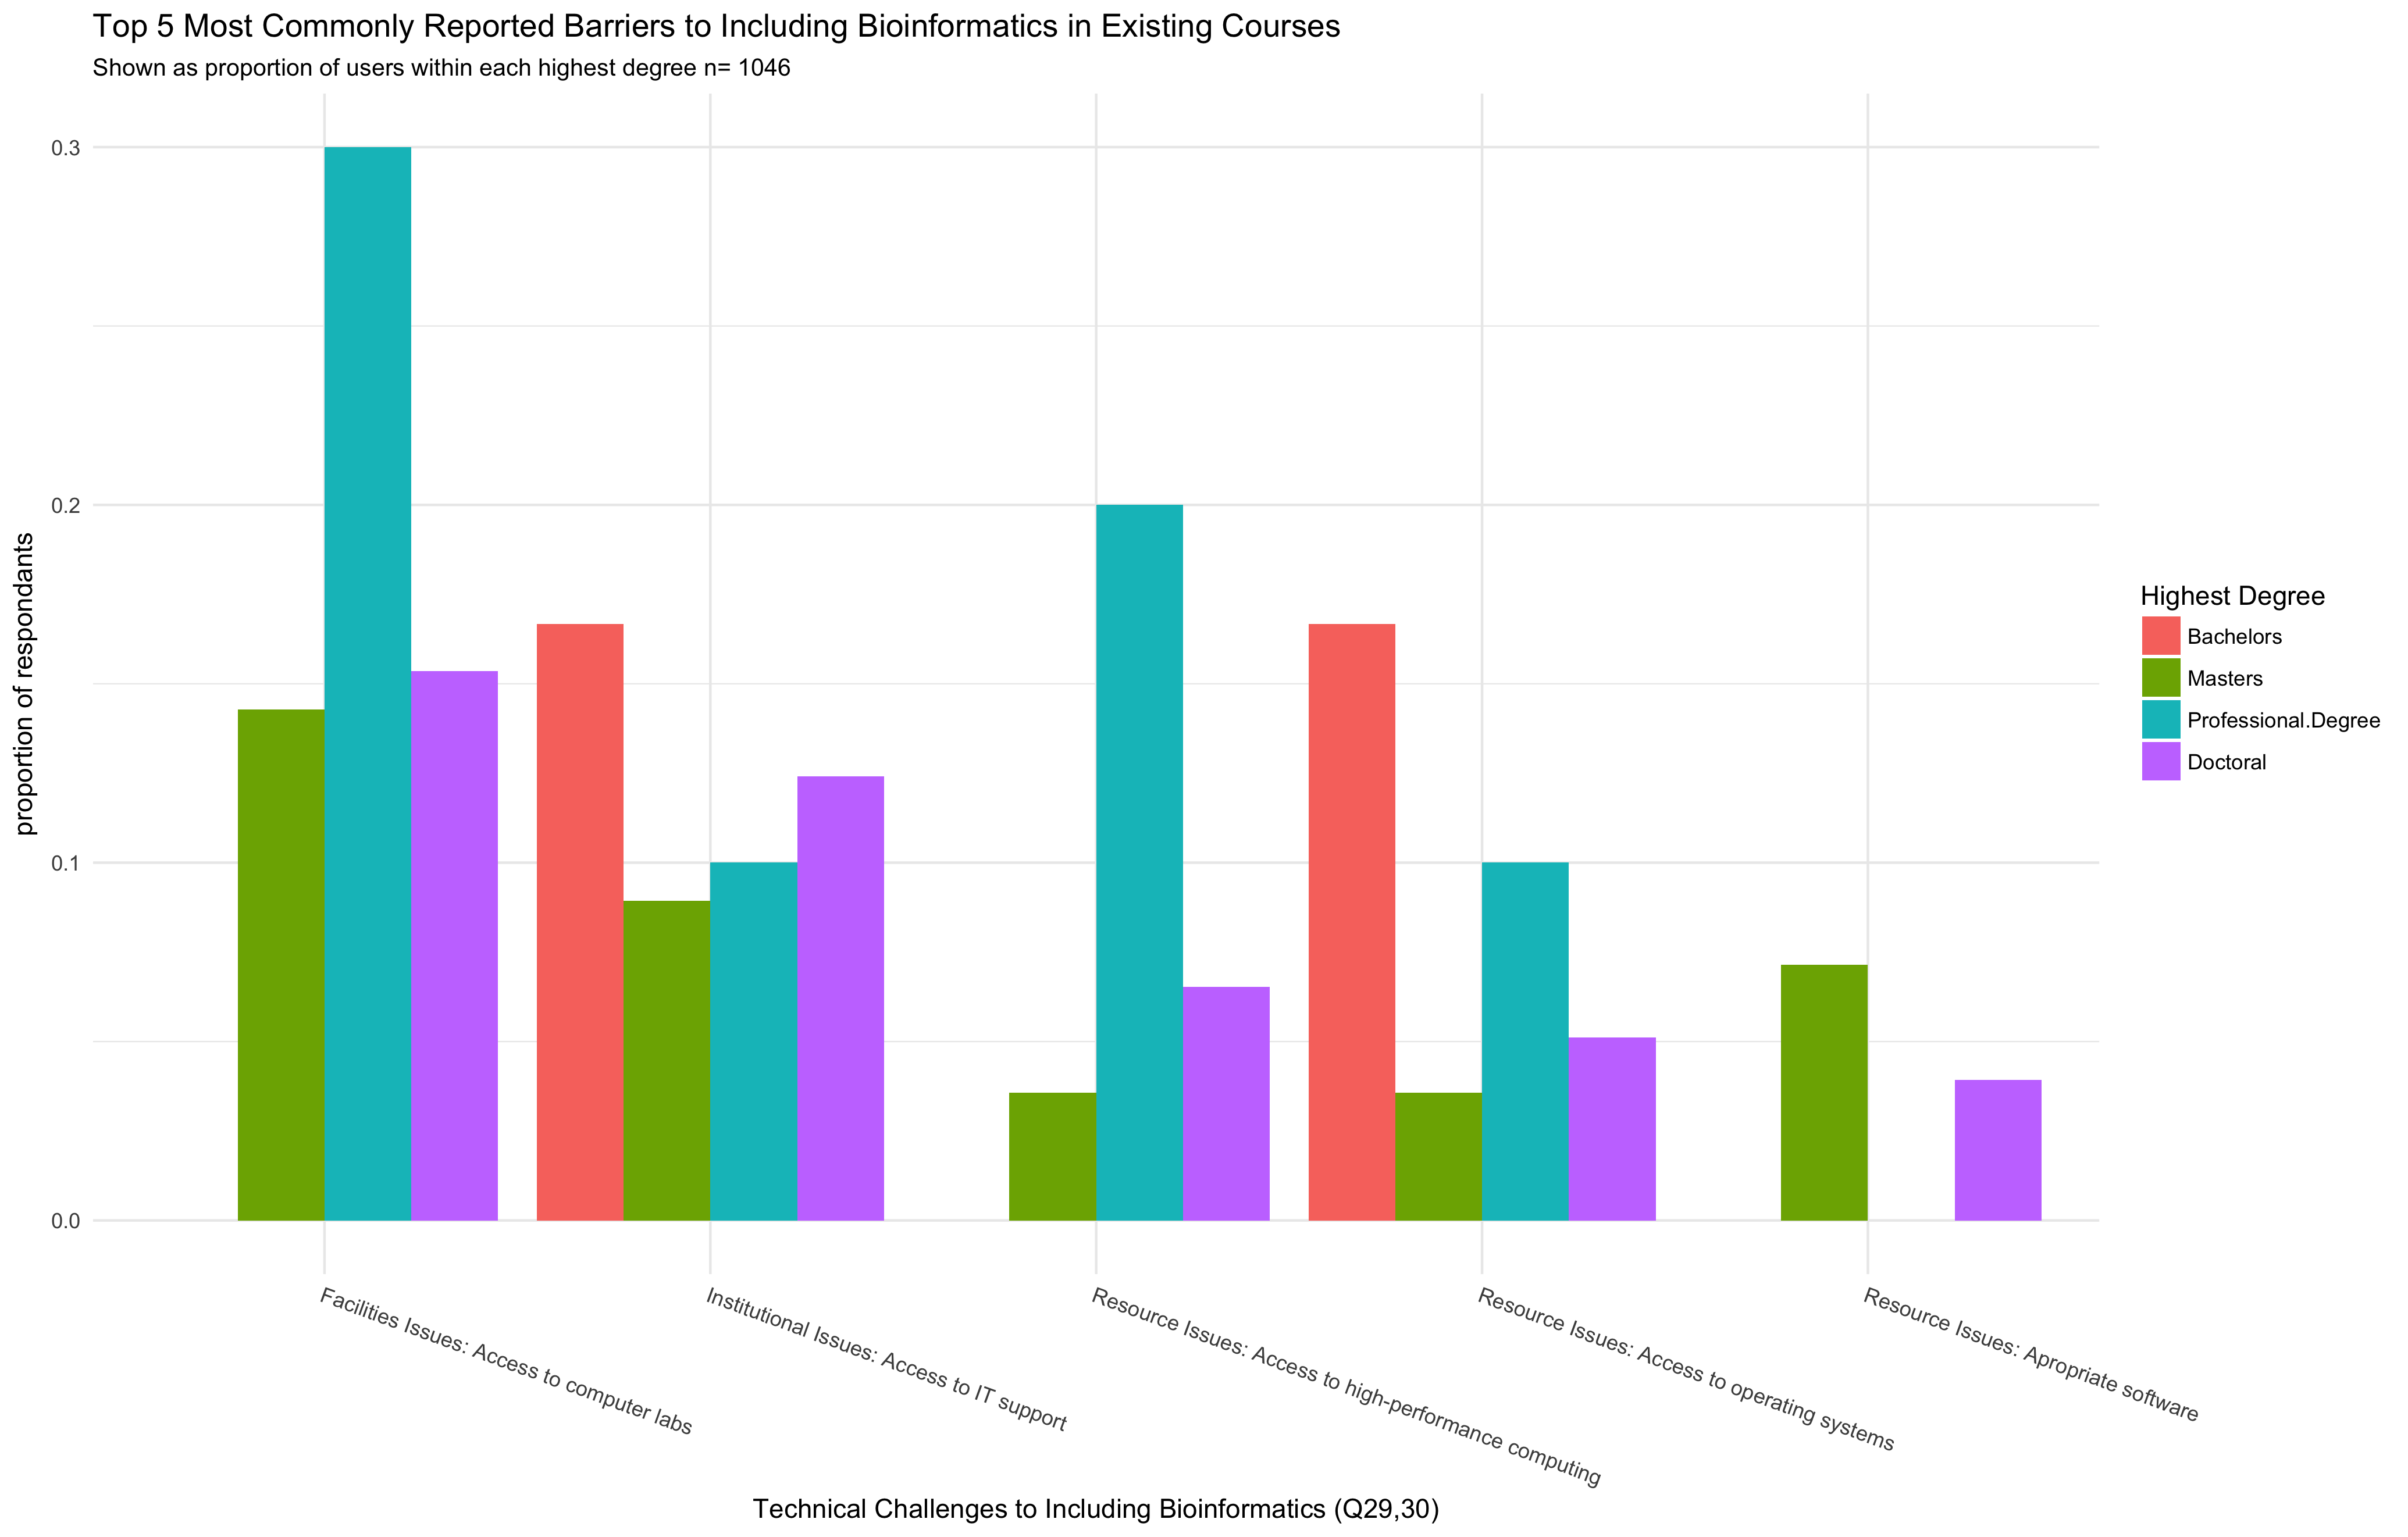 Top 5 Most Commonly Reported Barriers to Including Bioinformatics in Existing Courses
Shown as proportion of users within each highest degree n= 1046
proportion of respondants
0.3
0.2
0.1
0.0
Highest Degree
Bachelors
Masters
Professional.Degree
Doctoral
Facilities Issues: Access to computer labs
Institutional Issues: Access to IT support
Resource Issues: Access to high-performance computing
Resource Issues: Access to operating systems
Resource Issues: Apropriate software
Technical Challenges to Including Bioinformatics (Q29,30)